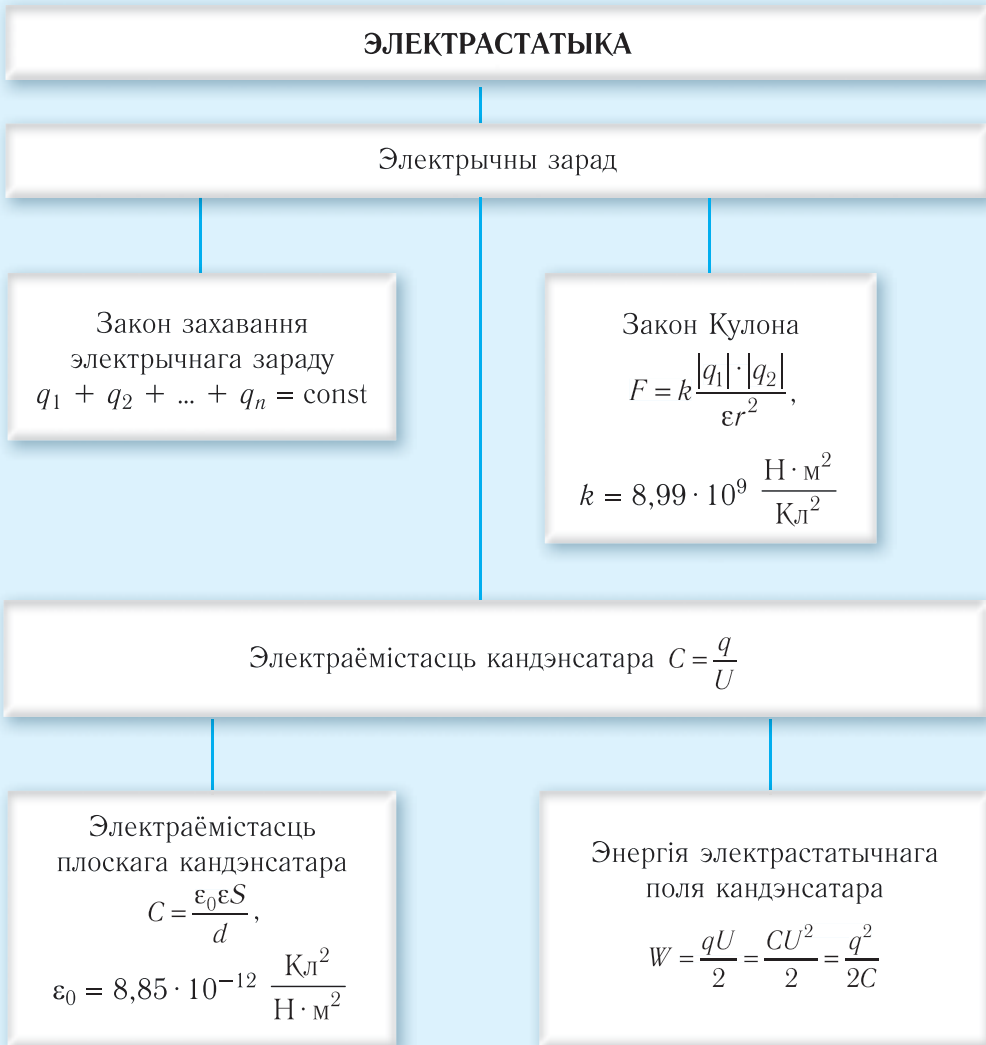 ЭЛЕКТРАСТАТЫКА
Электрычны зарад
Закон захавання
электрычнага зараду
q₁ + q₂ + ... + qₙ = const
Закон Кулона
F = k |q₁| · |q₂| / εr²,
k = 8,99 · 10⁹ Н · м² / Кл²
Электраёмістасць кандэнсатара C = q / U
Электраёмістасць
плоскага кандэнсатара
C = ε₀εS / d,
ε₀ = 8,85 · 10⁻¹² Кл² / Н · м²
Энергія электрастатычнага
поля кандэнсатара
W = qU / 2 = CU² / 2 = q² / 2C